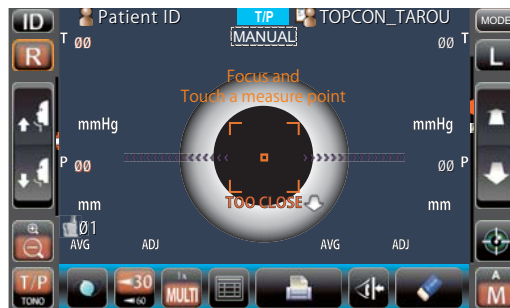 ID Patient ID T/P TOPCON_TAROU MODE
R T 00 MANUAL 00 T L
Focus and
Touch a measure point
mmHg mmHg
P 00 00 P
mm TOO CLOSE mm
01
AVG ADJ AVG ADJ
T/P TONO 30 60 MULTI A M